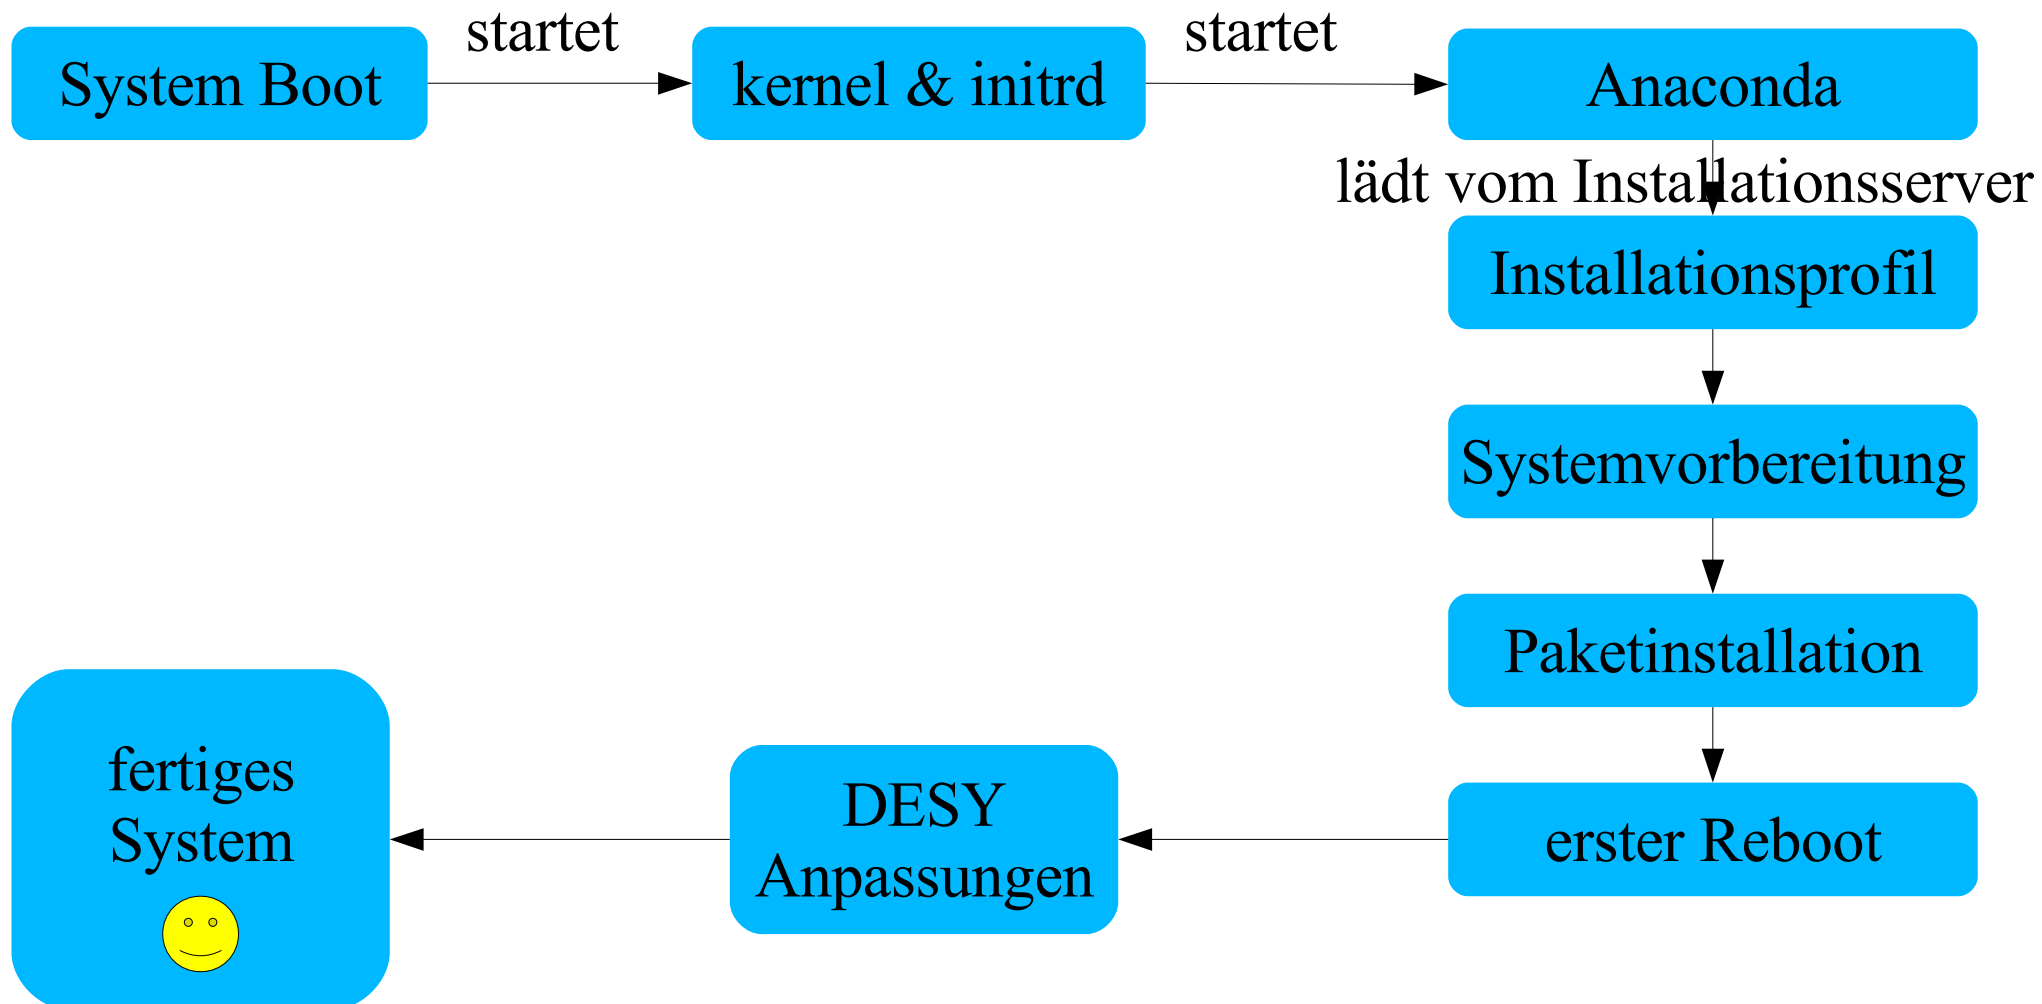 System Boot
startet
kernel & initrd
startet
Anaconda
lädt vom Installationsserver
Installationsprofil
Systemvorbereitung
Paketinstallation
erster Reboot
DESY
Anpassungen
fertiges
System